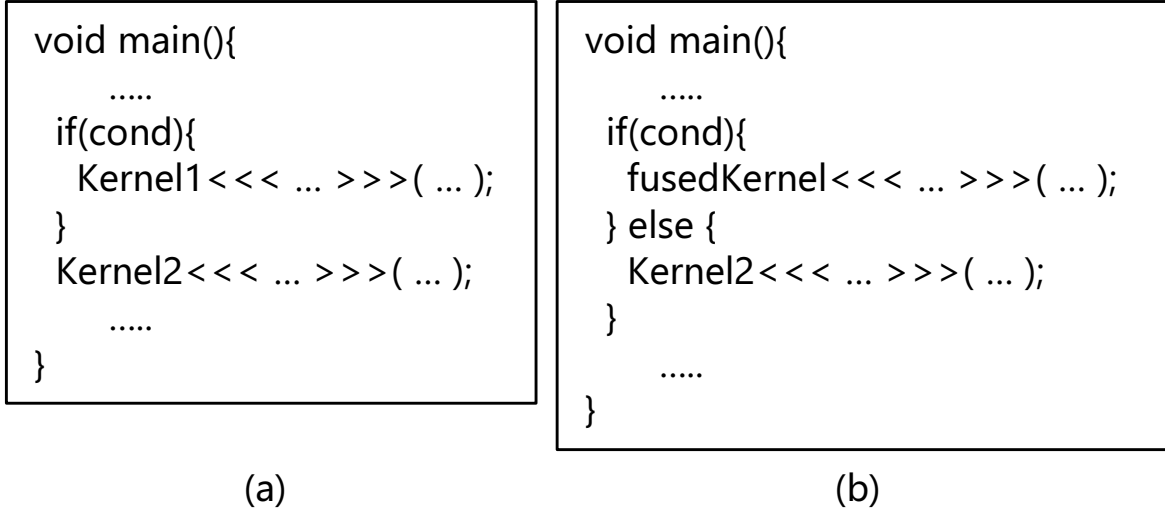 void main(){
.....
if(cond){
Kernel1<<< ... >>>( ... );
}
Kernel2<<< ... >>>( ... );
.....
}
(a)
void main(){
.....
if(cond){
fusedKernel<<< ... >>>( ... );
} else {
Kernel2<<< ... >>>( ... );
}
.....
}
(b)